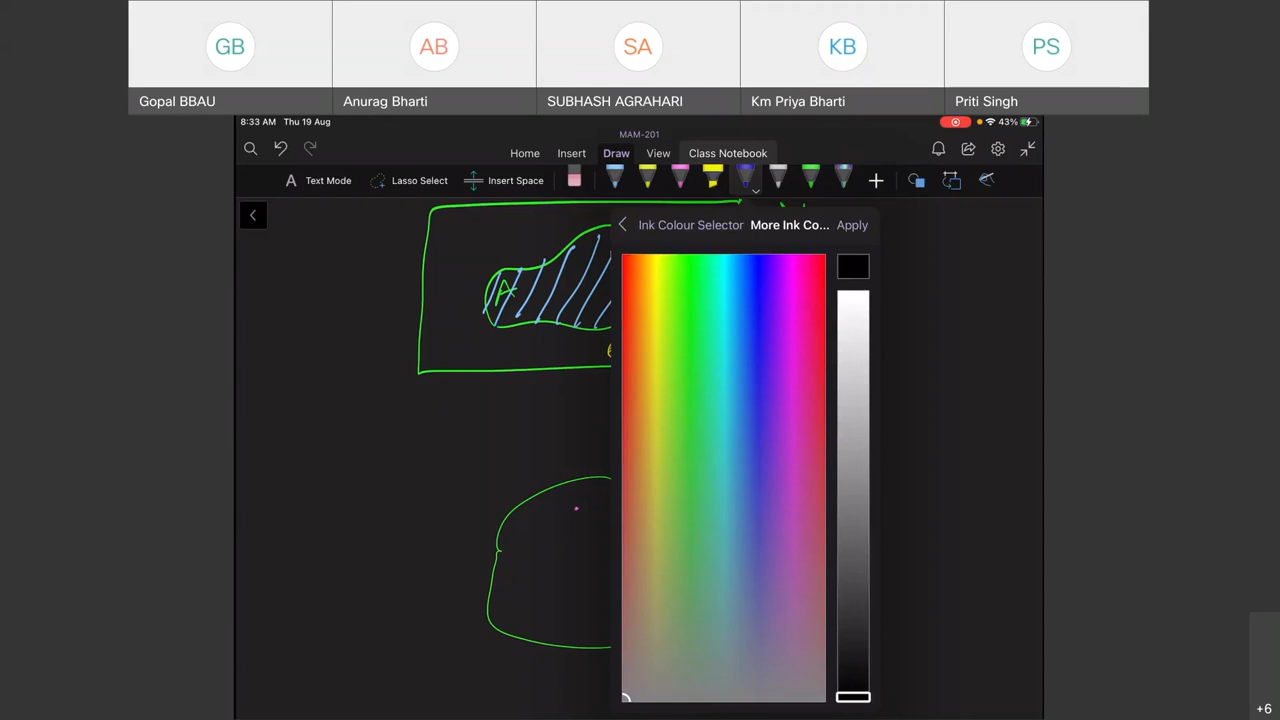 GB AB SA KB PS
Gopal BBAU Anurag Bharti SUBHASH AGRAHARI Km Priya Bharti Priti Singh
8:33 AM Thu 19 Aug 43%
MAM-201
Home Insert Draw View Class Notebook
A Text Mode Lasso Select Insert Space
Ink Colour Selector More Ink Co... Apply
A
+6